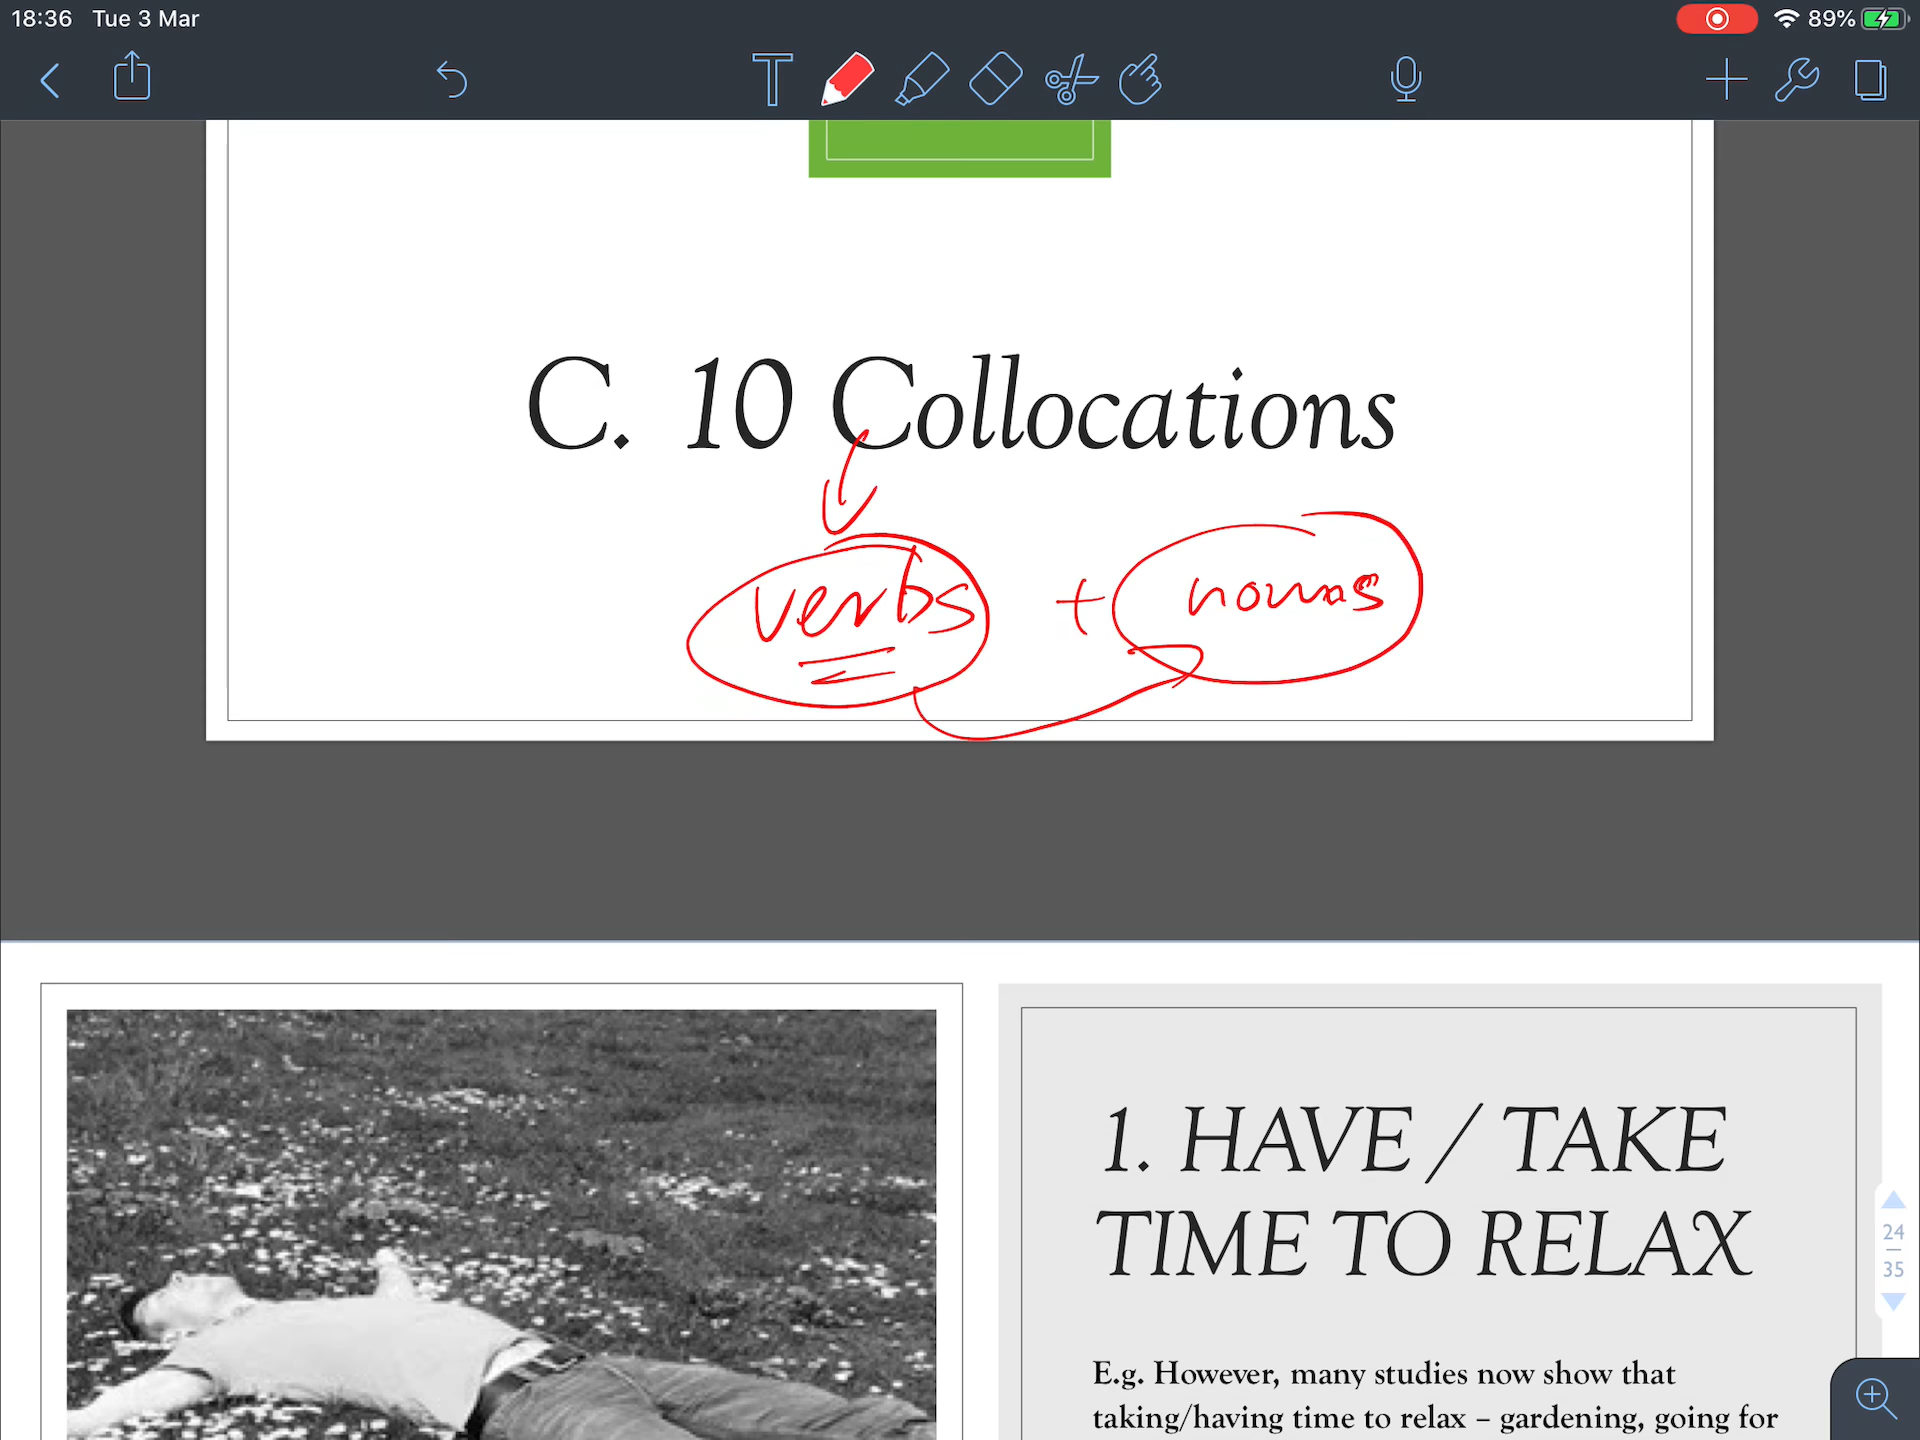 18:36 Tue 3 Mar 89%
T
C. 10 Collocations
verbs + nouns
1. HAVE / TAKE
TIME TO RELAX
24
35
E.g. However, many studies now show that
taking/having time to relax – gardening, going for